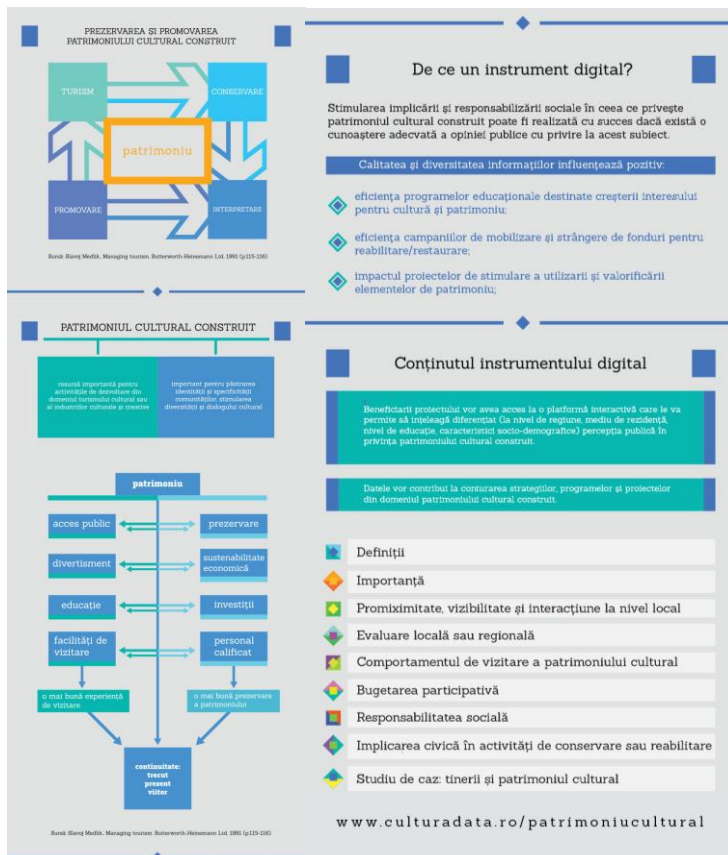 PREZERVAREA ȘI PROMOVAREA
PATRIMONIULUI CULTURAL CONSTRUIT
TURISM
CONSERVARE
patrimoniu
PROMOVARE
INTERPRETARE
Sursă: Slavoj Medlik, Managing tourism. Butterworth-Heinemann Ltd. 1991 (p.115-116)
PATRIMONIUL CULTURAL CONSTRUIT
resursă importantă pentru
activitățile de dezvoltare din
domeniul turismului cultural sau
al industriilor culturale și creative
important pentru păstrarea
identității și specificității
comunităților, stimularea
diversității și dialogului cultural
patrimoniu
acces public
prezervare
divertisment
sustenabilitate
economică
educație
investiții
facilități de
vizitare
personal
calificat
o mai bună experiență
de vizitare
o mai bună prezervare
a patrimoniului
continuitate:
trecut
prezent
viitor
Sursă: Slavoj Medlik, Managing tourism. Butterworth-Heinemann Ltd. 1991 (p.115-116)
De ce un instrument digital?
Stimularea implicării și responsabilizării sociale în ceea ce privește
patrimoniul cultural construit poate fi realizată cu succes dacă există o
cunoaștere adecvată a opiniei publice cu privire la acest subiect.
Calitatea și diversitatea informațiilor influențează pozitiv:
eficiența programelor educaționale destinate creșterii interesului
pentru cultură și patrimoniu;
eficiența campaniilor de mobilizare și strângere de fonduri pentru
reabilitare/restaurare;
impactul proiectelor de stimulare a utilizării și valorificării
elementelor de patrimoniu;
Conținutul instrumentului digital
Beneficiarii proiectului vor avea acces la o platformă interactivă care le va
permite să înțeleagă diferențiat (la nivel de regiune, mediu de rezidență,
nivel de educație, caracteristici socio-demografice) percepția publică în
privința patrimoniului cultural construit.
Datele vor contribui la conturarea strategiilor, programelor și proiectelor
din domeniul patrimoniului cultural construit.
Definiții
Importanță
Promiximitate, vizibilitate și interacțiune la nivel local
Evaluare locală sau regională
Comportamentul de vizitare a patrimoniului cultural
Bugetarea participativă
Responsabilitatea socială
Implicarea civică în activități de conservare sau reabilitare
Studiu de caz: tinerii și patrimoniul cultural
www.culturadata.ro/patrimoniucultural